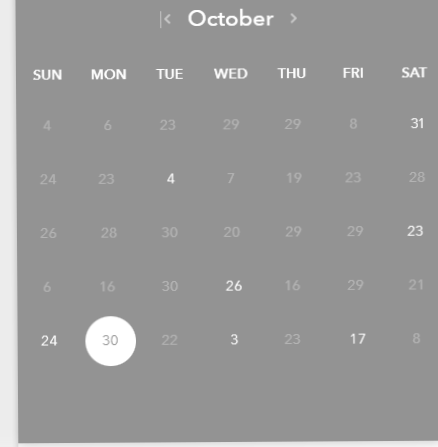 |< October >
SUN MON TUE WED THU FRI SAT
4 6 23 29 29 8 31
24 23 4 7 19 23 28
26 28 30 20 29 29 23
6 16 30 26 16 29 21
24 30 22 3 23 17 8